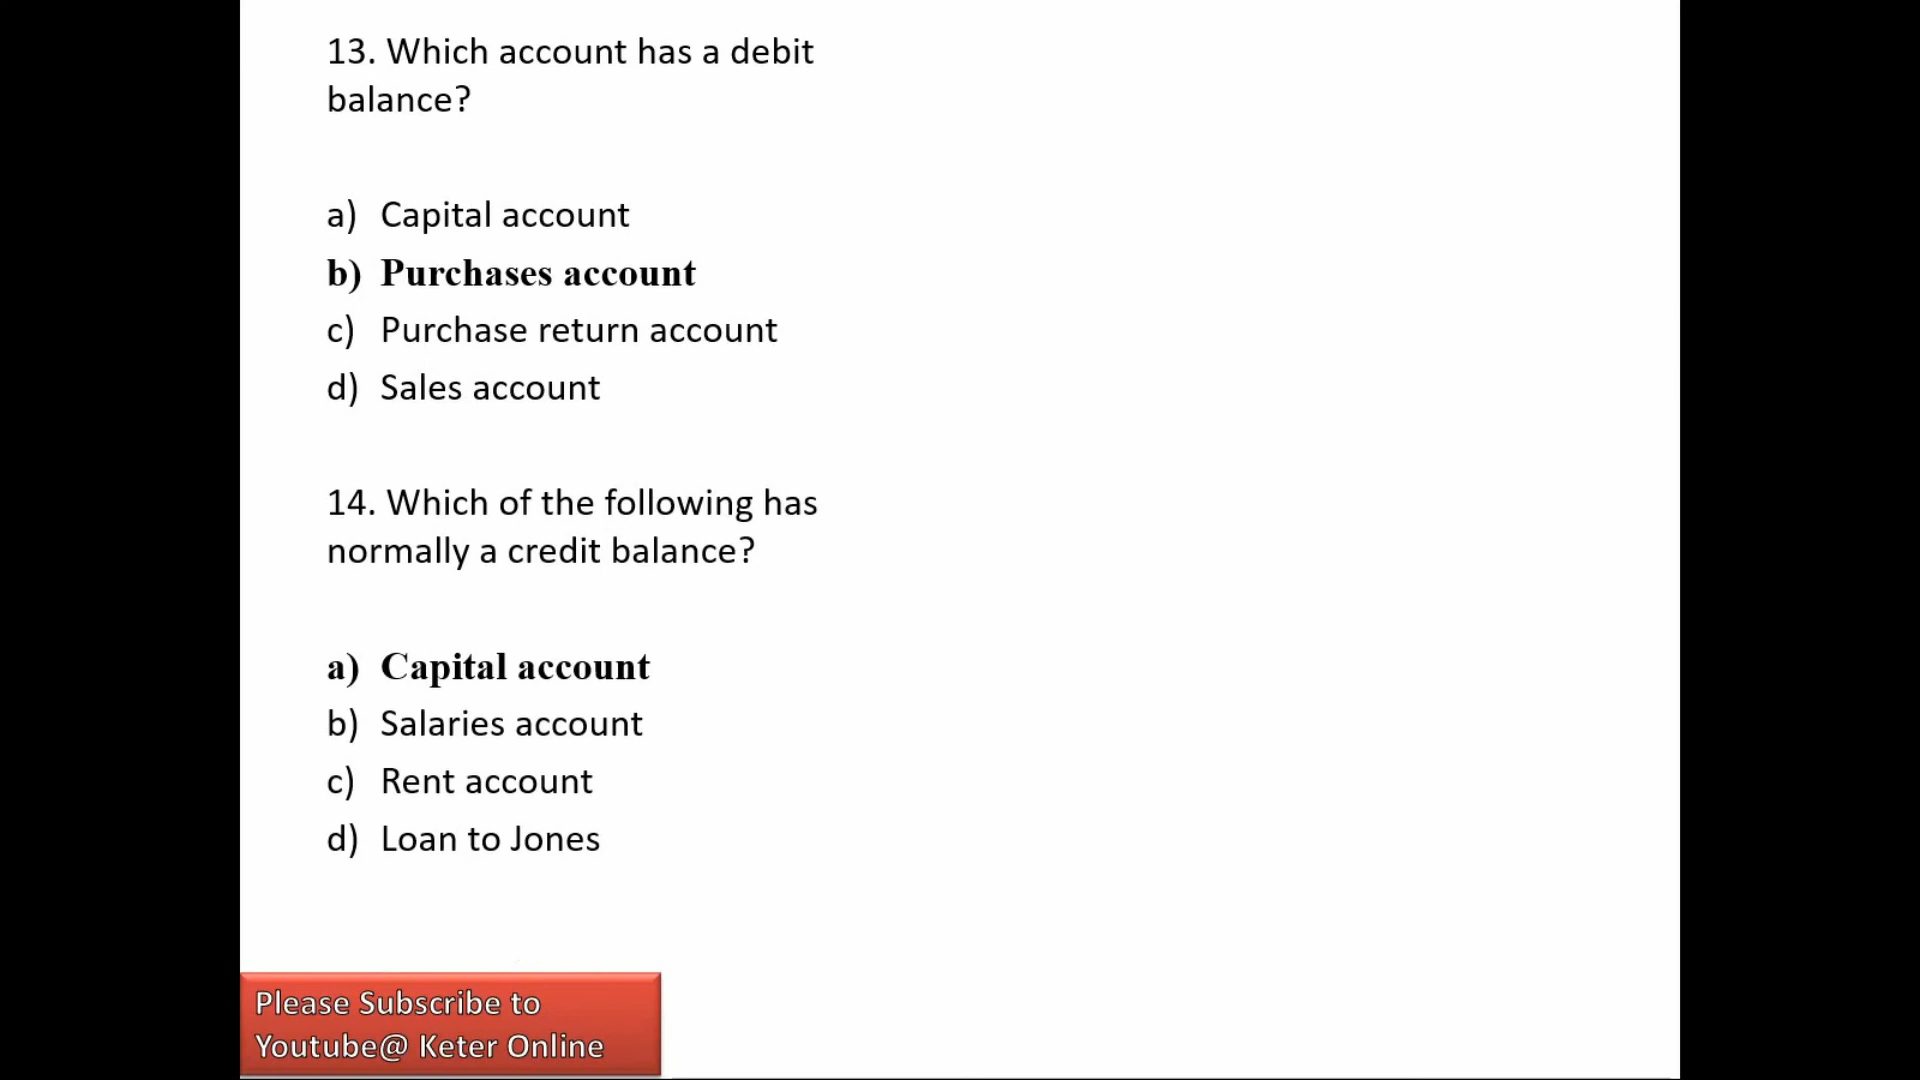 13. Which account has a debit
balance?
a) Capital account
b) Purchases account
c) Purchase return account
d) Sales account
14. Which of the following has
normally a credit balance?
a) Capital account
b) Salaries account
c) Rent account
d) Loan to Jones
Please Subscribe to
Youtube@ Keter Online